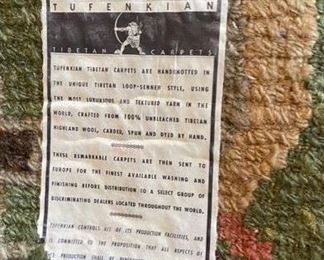 TUFENKIAN
TIBETAN CARPETS
TUFENKIAN TIBETAN CARPETS ARE HANDKNOTTED IN
THE UNIQUE TIBETAN LOOP-SENNEH STYLE, USING
THE MOST LUXURIOUS AND TEXTURED YARN IN THE
WORLD, CRAFTED FROM 100% UNBLEACHED TIBETAN
HIGHLAND WOOL, CARDED, SPUN AND DYED BY HAND.
THESE REMARKABLE CARPETS ARE THEN SENT TO
EUROPE FOR THE FINEST AVAILABLE WASHING AND
FINISHING BEFORE DISTRIBUTION TO A SELECT GROUP OF
DISCRIMINATING DEALERS LOCATED THROUGHOUT THE WORLD.
TUFENKIAN CONTROLS ALL OF ITS PRODUCTION FACILITIES, AND
IS COMMITTED TO THE PROPOSITION THAT ALL ASPECTS OF
PRODUCTION SHALL BE